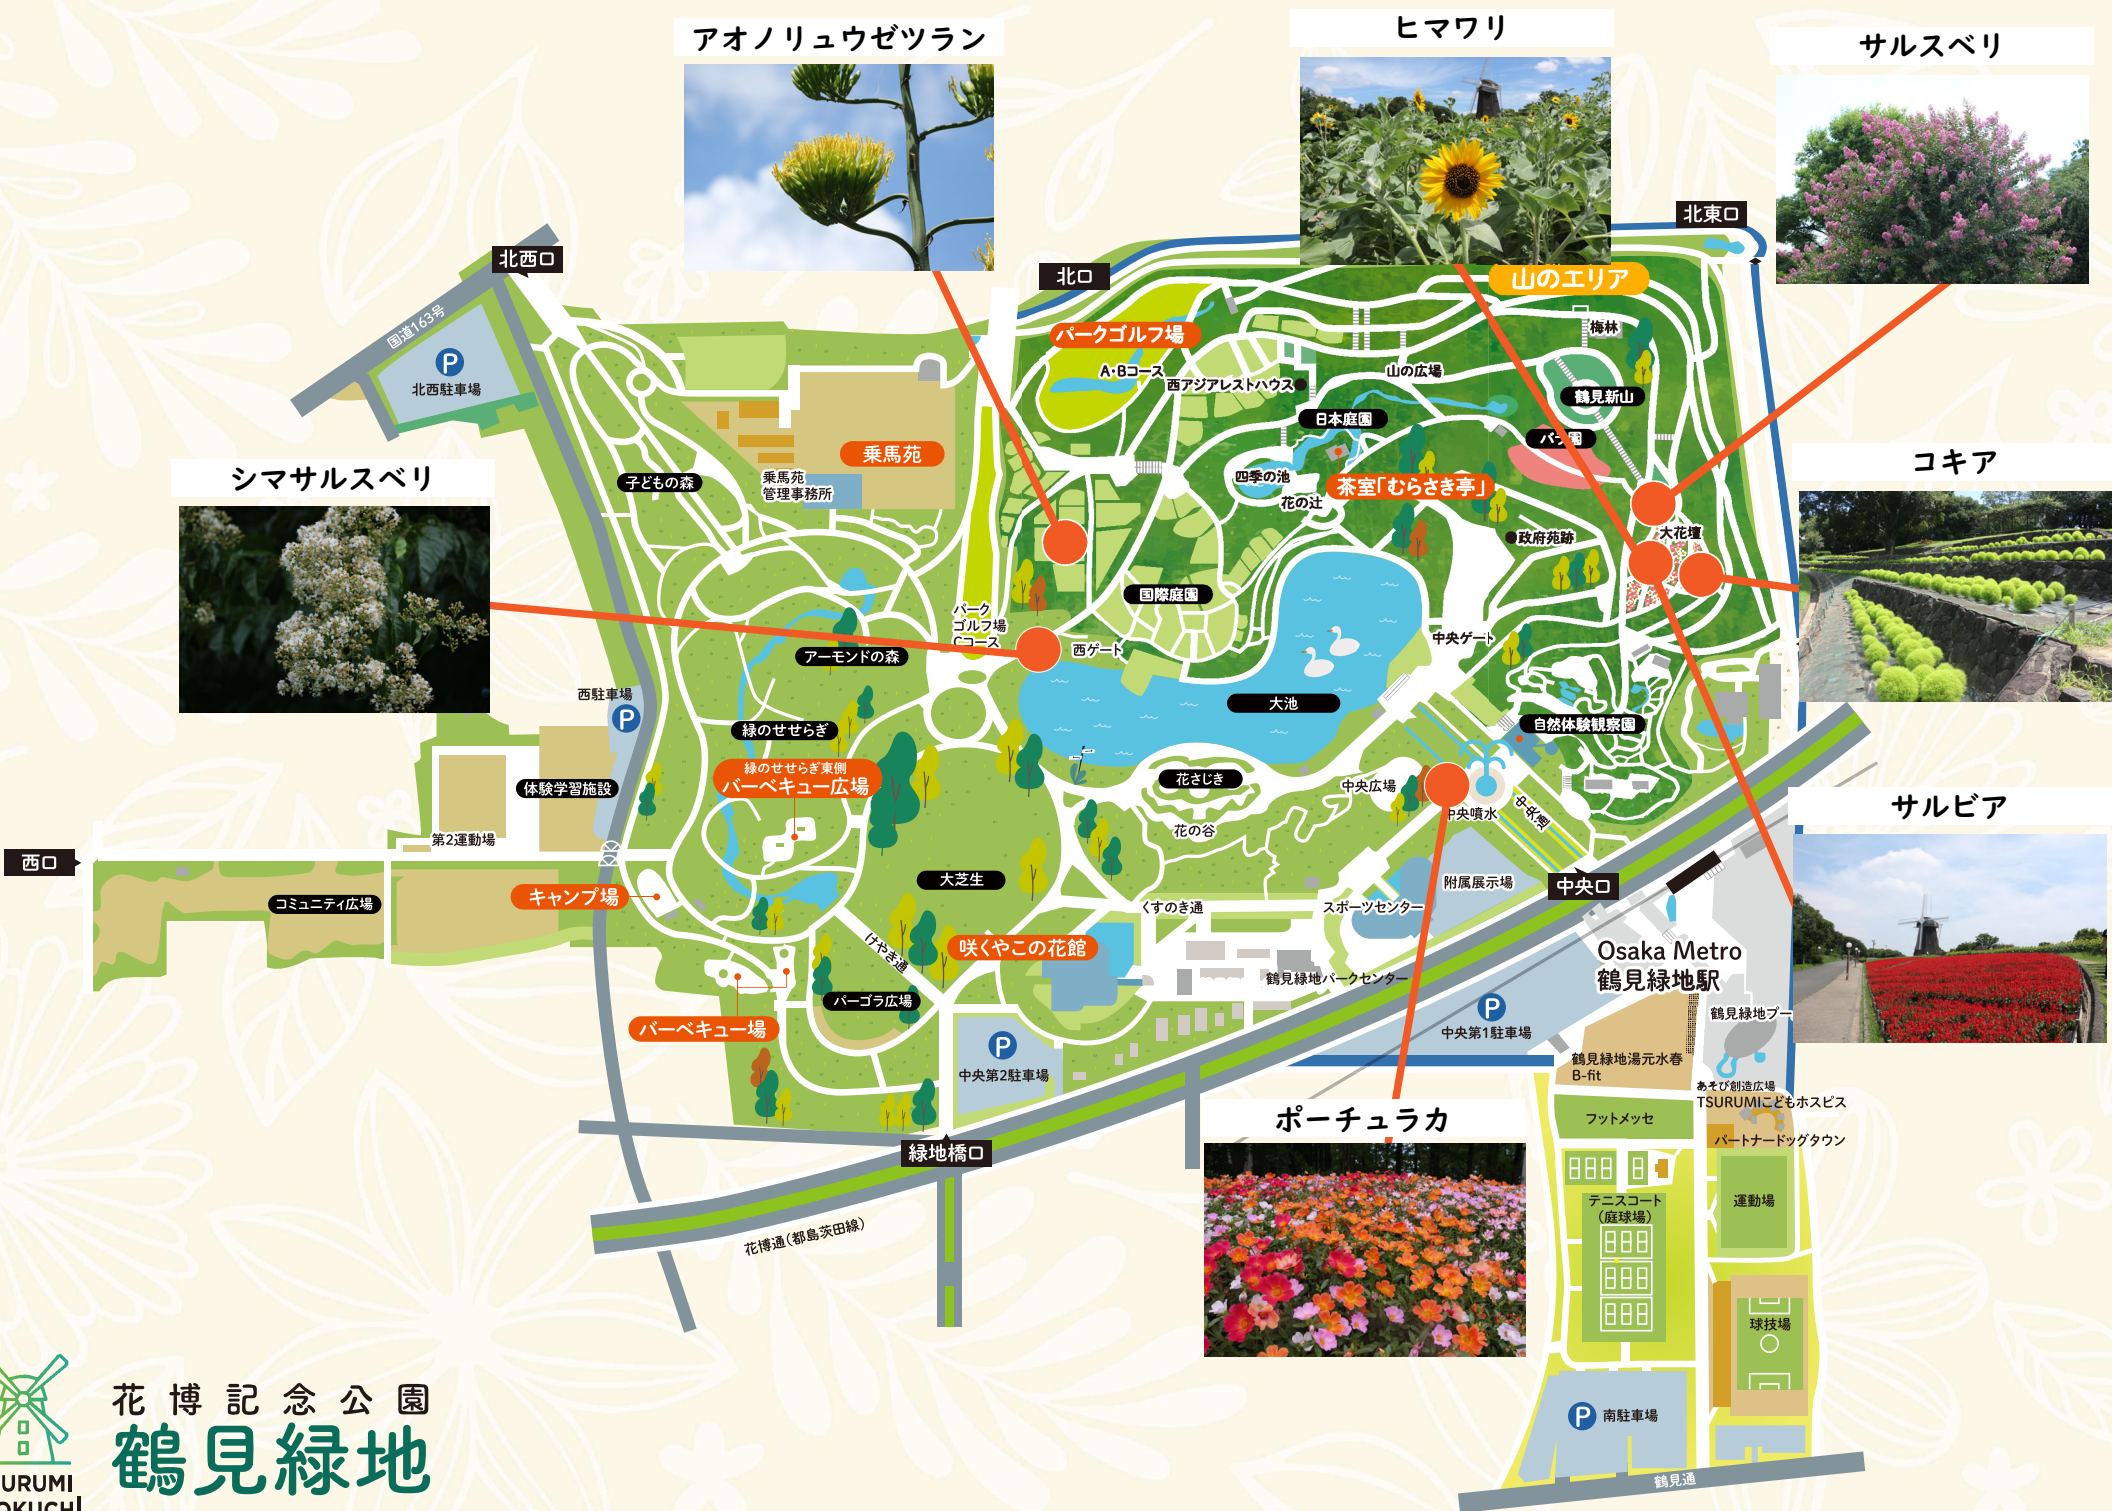 アオノリュウゼツラン
ヒマワリ
サルスベリ
北東口
北西口
北口
山のエリア
国道163号
パークゴルフ場
梅林
北西駐車場
A・Bコース
西アジアレストハウス
山の広場
鶴見新山
日本庭園
バラ園
乗馬苑
コキア
シマサルスベリ
子どもの森
乗馬苑
管理事務所
四季の池
茶室「むらさき亭」
花の辻
政府苑跡
大花壇
国際庭園
パーク
ゴルフ場
Cコース
西ゲート
中央ゲート
アーモンドの森
西駐車場
大池
緑のせせらぎ
自然体験観察園
緑のせせらぎ東側
バーベキュー広場
花さじき
中央広場
体験学習施設
中央噴水
中央通
サルビア
花の谷
第2運動場
西口
大芝生
附属展示場
中央口
キャンプ場
コミュニティ広場
くすのき通
スポーツセンター
けやき通
咲くやこの花館
Osaka Metro
鶴見緑地駅
鶴見緑地パークセンター
パーゴラ広場
バーベキュー場
中央第1駐車場
鶴見緑地プー
中央第2駐車場
鶴見緑地湯元水春
B-fit
あそび創造広場
TSURUMIこどもホスピス
ポーチュラカ
フットメッセ
パートナードッグタウン
緑地橋口
テニスコート
(庭球場)
運動場
花博通(都島茨田線)
球技場
南駐車場
鶴見通
花博記念公園
鶴見緑地
URUMI
OKUCHI